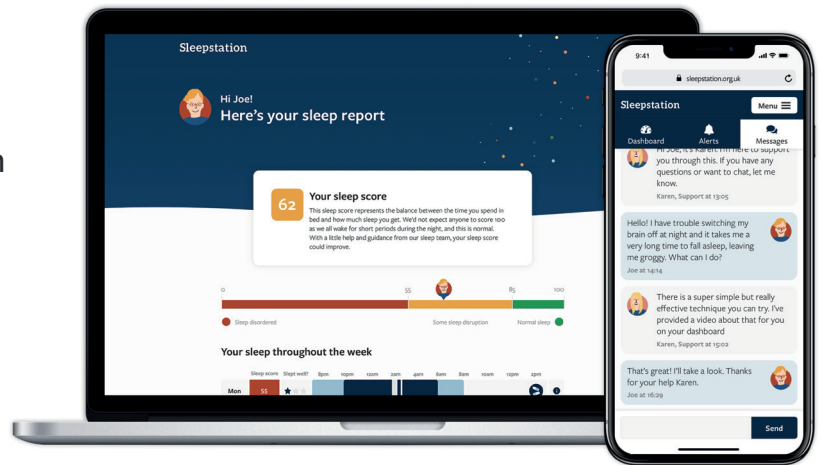 n
Sleepstation
Hi Joe!
Here's your sleep report
62
Your sleep score
This sleep score represents the balance between the time you spend in
bed and how much sleep you get. We'd not expect anyone to score 100
as we all wake for short periods during the night, and this is normal.
With a little help and guidance from our sleep team, your sleep score
could improve.
0 55 85 100
Sleep disordered Some sleep disruption Normal sleep
Your sleep throughout the week
Sleep score Slept well? 8pm 10pm 12am 2am 4am 6am 8am 10am 12pm 2pm
Mon 55
9:41
sleepstation.org.uk
Sleepstation Menu
Dashboard Alerts Messages
Hi Joe, it's Karen. I'm here to support
you through this. If you have any
questions or want to chat, let me
know.
Karen, Support at 13:05
Hello! I have trouble switching my
brain off at night and it takes me a
very long time to fall asleep, leaving
me groggy. What can I do?
Joe at 14:14
There is a super simple but really
effective technique you can try. I've
provided a video about that for you
on your dashboard
Karen, Support at 15:02
That's great! I'll take a look. Thanks
for your help Karen.
Joe at 16:29
Send